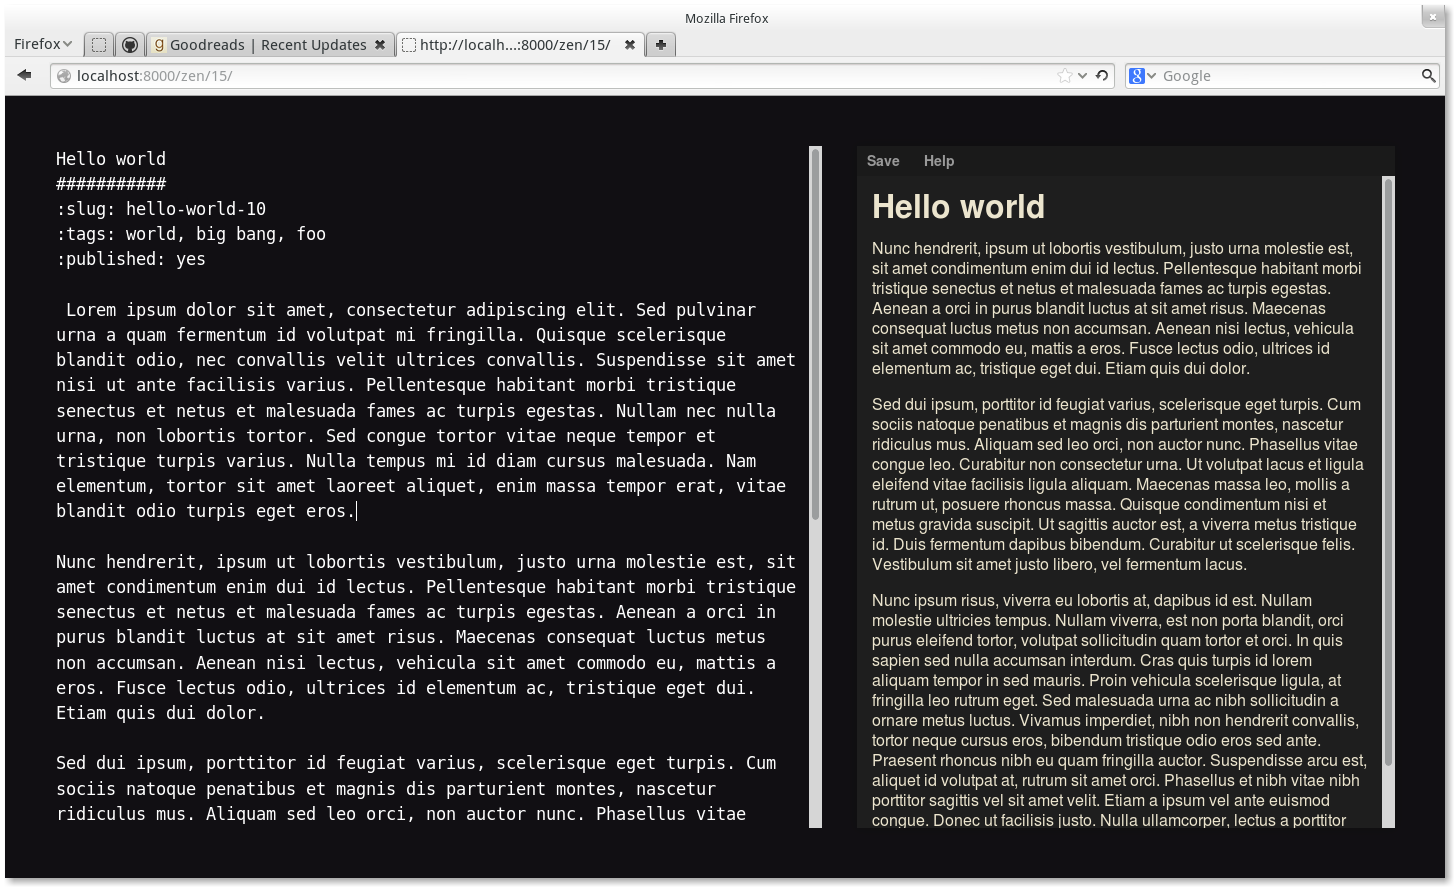 Mozilla Firefox
Firefox
Goodreads | Recent Updates
http://localh...:8000/zen/15/
localhost:8000/zen/15/
Google
Hello world
###########
:slug: hello-world-10
:tags: world, big bang, foo
:published: yes
Lorem ipsum dolor sit amet, consectetur adipiscing elit. Sed pulvinar
urna a quam fermentum id volutpat mi fringilla. Quisque scelerisque
blandit odio, nec convallis velit ultrices convallis. Suspendisse sit amet
nisi ut ante facilisis varius. Pellentesque habitant morbi tristique
senectus et netus et malesuada fames ac turpis egestas. Nullam nec nulla
urna, non lobortis tortor. Sed congue tortor vitae neque tempor et
tristique turpis varius. Nulla tempus mi id diam cursus malesuada. Nam
elementum, tortor sit amet laoreet aliquet, enim massa tempor erat, vitae
blandit odio turpis eget eros.
Nunc hendrerit, ipsum ut lobortis vestibulum, justo urna molestie est, sit
amet condimentum enim dui id lectus. Pellentesque habitant morbi tristique
senectus et netus et malesuada fames ac turpis egestas. Aenean a orci in
purus blandit luctus at sit amet risus. Maecenas consequat luctus metus
non accumsan. Aenean nisi lectus, vehicula sit amet commodo eu, mattis a
eros. Fusce lectus odio, ultrices id elementum ac, tristique eget dui.
Etiam quis dui dolor.
Sed dui ipsum, porttitor id feugiat varius, scelerisque eget turpis. Cum
sociis natoque penatibus et magnis dis parturient montes, nascetur
ridiculus mus. Aliquam sed leo orci, non auctor nunc. Phasellus vitae
Save Help
Hello world
Nunc hendrerit, ipsum ut lobortis vestibulum, justo urna molestie est,
sit amet condimentum enim dui id lectus. Pellentesque habitant morbi
tristique senectus et netus et malesuada fames ac turpis egestas.
Aenean a orci in purus blandit luctus at sit amet risus. Maecenas
consequat luctus metus non accumsan. Aenean nisi lectus, vehicula
sit amet commodo eu, mattis a eros. Fusce lectus odio, ultrices id
elementum ac, tristique eget dui. Etiam quis dui dolor.
Sed dui ipsum, porttitor id feugiat varius, scelerisque eget turpis. Cum
sociis natoque penatibus et magnis dis parturient montes, nascetur
ridiculus mus. Aliquam sed leo orci, non auctor nunc. Phasellus vitae
congue leo. Curabitur non consectetur urna. Ut volutpat lacus et ligula
eleifend vitae facilisis ligula aliquam. Maecenas massa leo, mollis a
rutrum ut, posuere rhoncus massa. Quisque condimentum nisi et
metus gravida suscipit. Ut sagittis auctor est, a viverra metus tristique
id. Duis fermentum dapibus bibendum. Curabitur ut scelerisque felis.
Vestibulum sit amet justo libero, vel fermentum lacus.
Nunc ipsum risus, viverra eu lobortis at, dapibus id est. Nullam
molestie ultricies tempus. Nullam viverra, est non porta blandit, orci
purus eleifend tortor, volutpat sollicitudin quam tortor et orci. In quis
sapien sed nulla accumsan interdum. Cras quis turpis id lorem
aliquam tempor in sed mauris. Proin vehicula scelerisque ligula, at
fringilla leo rutrum eget. Sed malesuada urna ac nibh sollicitudin a
ornare metus luctus. Vivamus imperdiet, nibh non hendrerit convallis,
tortor neque cursus eros, bibendum tristique odio eros sed ante.
Praesent rhoncus nibh eu quam fringilla auctor. Suspendisse arcu est,
aliquet id volutpat at, rutrum sit amet orci. Phasellus et nibh vitae nibh
porttitor sagittis vel sit amet velit. Etiam a ipsum vel ante euismod
congue. Donec ut facilisis justo. Nulla ullamcorper, lectus a porttitor